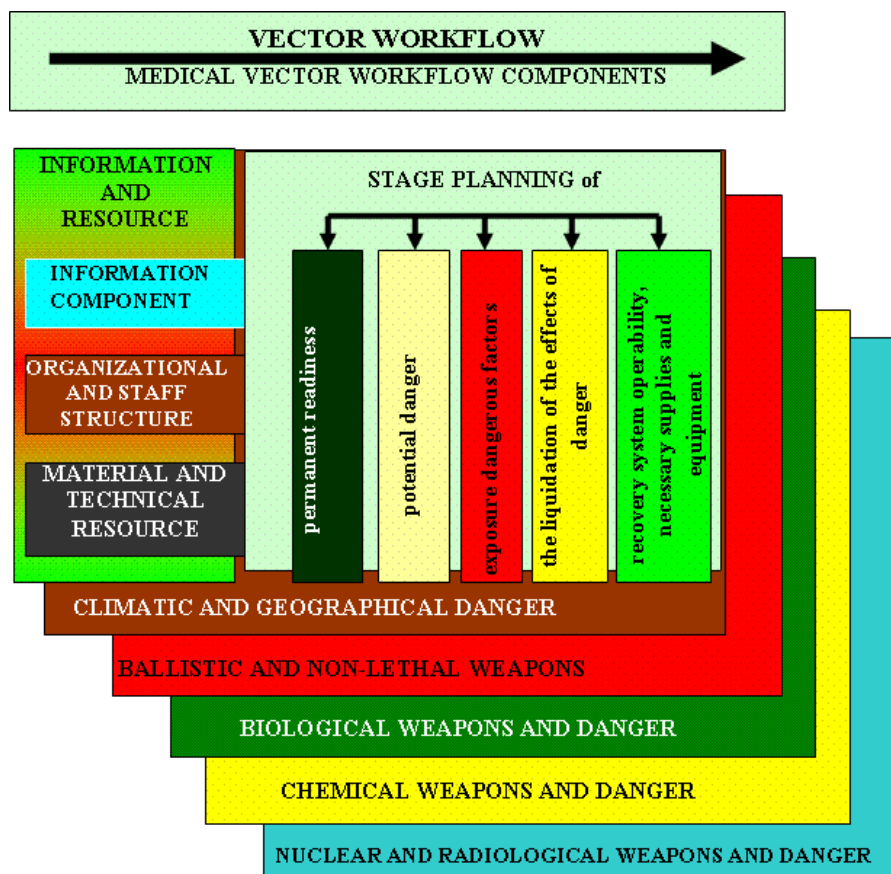 VECTOR WORKFLOW
MEDICAL VECTOR WORKFLOW COMPONENTS
INFORMATION
AND
RESOURCE
INFORMATION
COMPONENT
ORGANIZATIONAL
AND STAFF
STRUCTURE
MATERIAL AND
TECHNICAL
RESOURCE
STAGE PLANNING of
permanent readiness
potential danger
exposure dangerous factors
the liquidation of the effects of
danger
recovery system operability,
necessary supplies and
equipment
CLIMATIC AND GEOGRAPHICAL DANGER
BALLISTIC AND NON-LETHAL WEAPONS
BIOLOGICAL WEAPONS AND DANGER
CHEMICAL WEAPONS AND DANGER
NUCLEAR AND RADIOLOGICAL WEAPONS AND DANGER